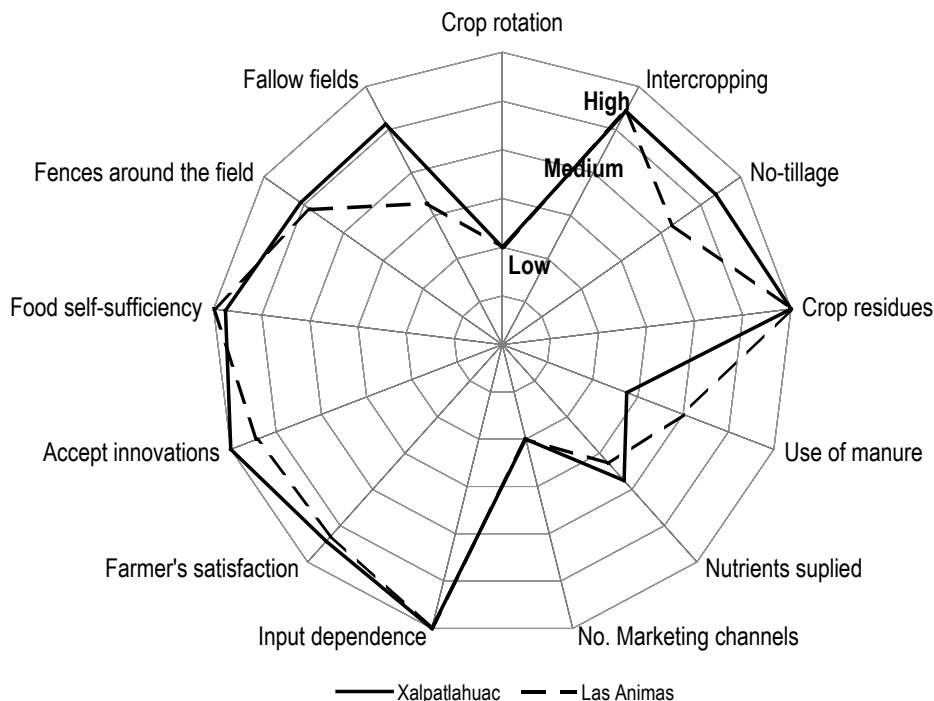 Crop rotation
Fallow fields
Intercropping
High
Fences around the field
Medium
No-tillage
Low
Food self-sufficiency
Crop residues
Accept innovations
Use of manure
Farmer's satisfaction
Nutrients suplied
Input dependence
No. Marketing channels
Xalpatlahuac
Las Animas